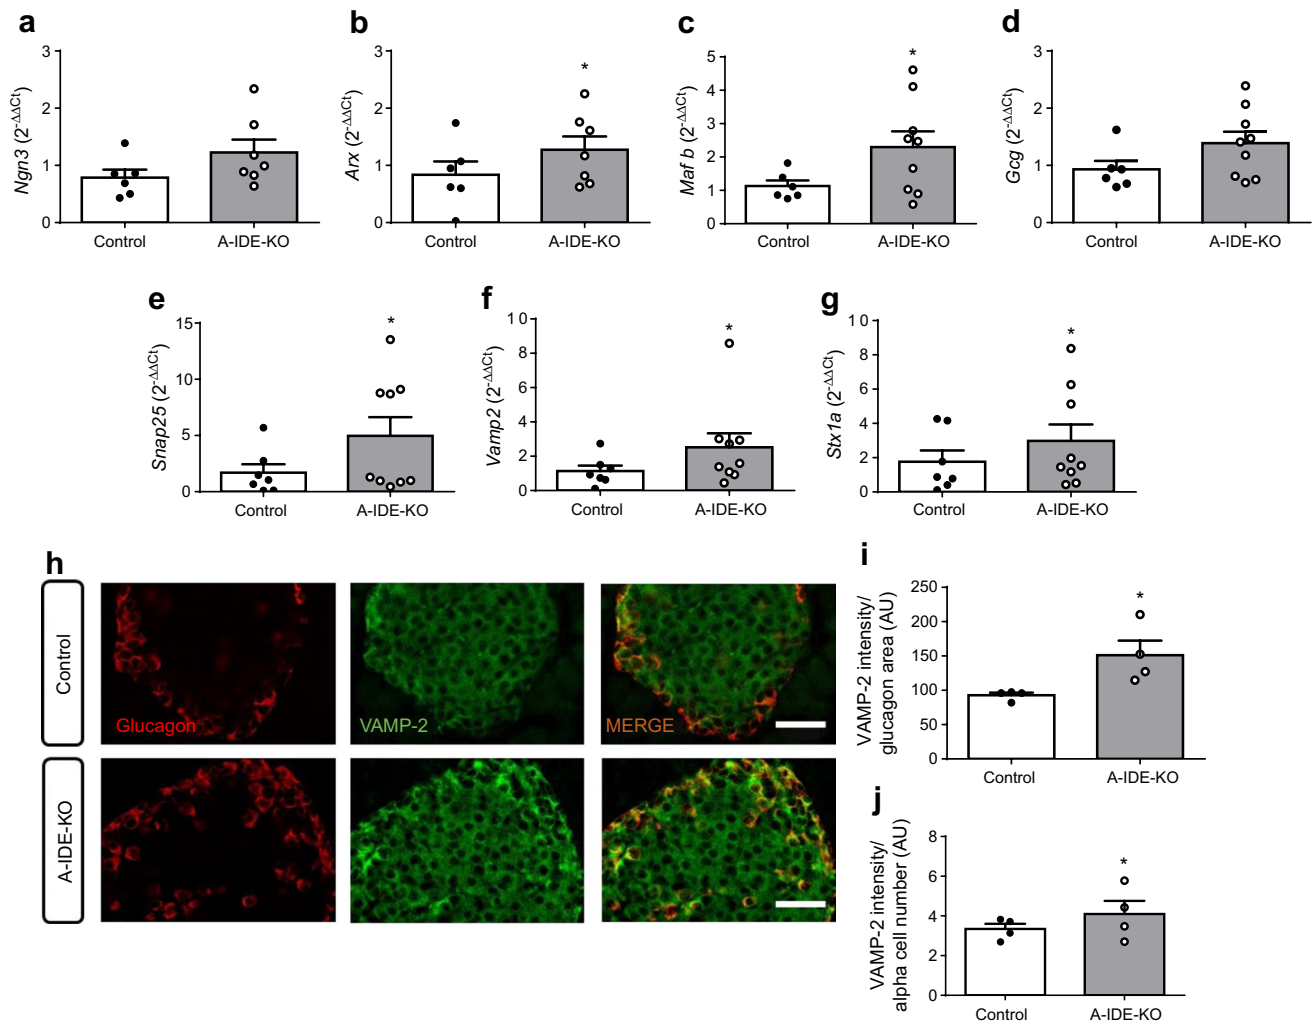 a
Ngn3 (2-ΔΔCt)
3
2
1
0
Control
A-IDE-KO
b
Arx (2-ΔΔCt)
3
2
1
0
*
Control
A-IDE-KO
c
Maf b (2-ΔΔCt)
5
4
3
2
1
0
*
Control
A-IDE-KO
d
Gcg (2-ΔΔCt)
3
2
1
0
Control
A-IDE-KO
e
Snap25 (2-ΔΔCt)
15
10
5
0
*
Control
A-IDE-KO
f
Vamp2 (2-ΔΔCt)
10
8
6
4
2
0
*
Control
A-IDE-KO
g
Stx1a (2-ΔΔCt)
10
8
6
4
2
0
*
Control
A-IDE-KO
h
Control
Glucagon
VAMP-2
MERGE
A-IDE-KO
i
VAMP-2 intensity/
glucagon area (AU)
250
200
150
100
50
0
*
Control
A-IDE-KO
j
VAMP-2 intensity/
alpha cell number (AU)
8
6
4
2
0
*
Control
A-IDE-KO